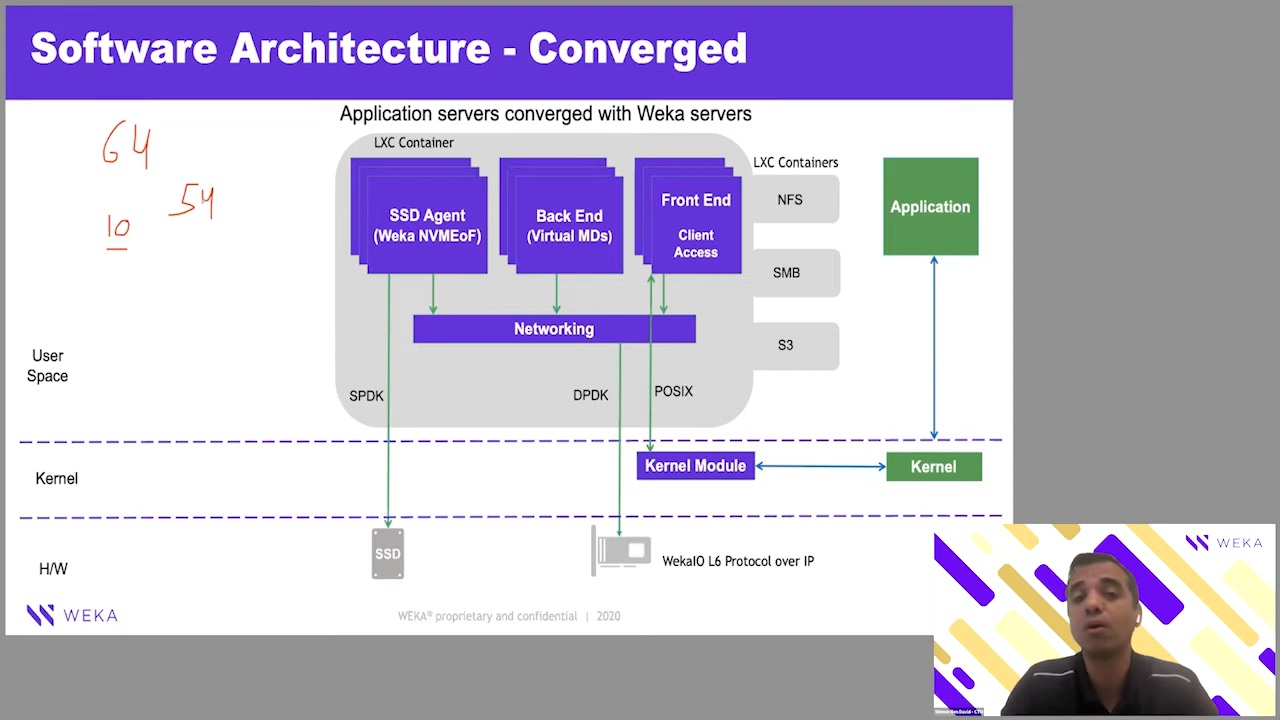 Software Architecture - Converged
Application servers converged with Weka servers
64
54
10
LXC Container
SSD Agent
(Weka NVMEoF)
Back End
(Virtual MDs)
Front End
Client
Access
LXC Containers
NFS
SMB
S3
Application
Networking
User
Space
SPDK
DPDK
POSIX
Kernel
Kernel Module
Kernel
H/W
SSD
WekaIO L6 Protocol over IP
WEKA
WEKA® proprietary and confidential | 2020
WEKA